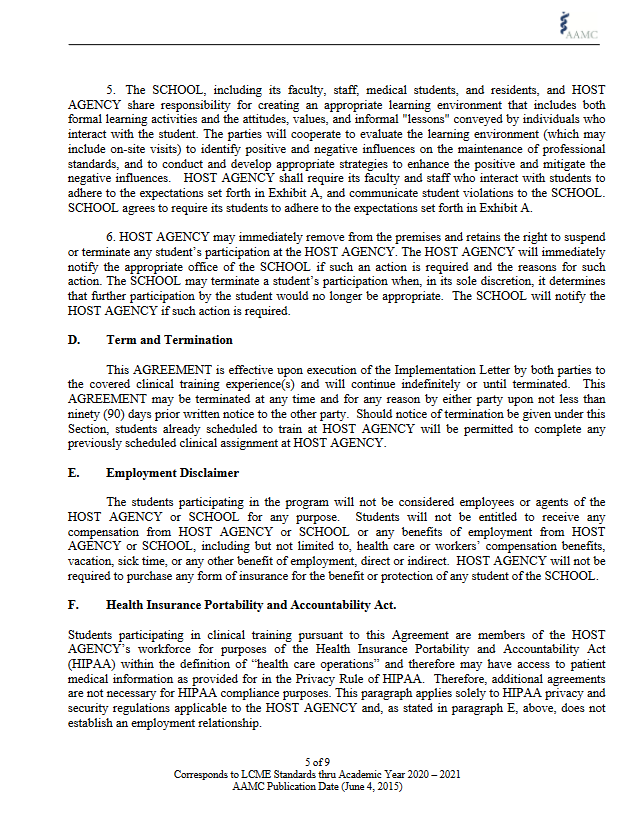 AAMC
5. The SCHOOL, including its faculty, staff, medical students, and residents, and HOST
AGENCY share responsibility for creating an appropriate learning environment that includes both
formal learning activities and the attitudes, values, and informal "lessons" conveyed by individuals who
interact with the student. The parties will cooperate to evaluate the learning environment (which may
include on-site visits) to identify positive and negative influences on the maintenance of professional
standards, and to conduct and develop appropriate strategies to enhance the positive and mitigate the
negative influences. HOST AGENCY shall require its faculty and staff who interact with students to
adhere to the expectations set forth in Exhibit A, and communicate student violations to the SCHOOL.
SCHOOL agrees to require its students to adhere to the expectations set forth in Exhibit A.
6. HOST AGENCY may immediately remove from the premises and retains the right to suspend
or terminate any student’s participation at the HOST AGENCY. The HOST AGENCY will immediately
notify the appropriate office of the SCHOOL if such an action is required and the reasons for such
action. The SCHOOL may terminate a student’s participation when, in its sole discretion, it determines
that further participation by the student would no longer be appropriate. The SCHOOL will notify the
HOST AGENCY if such action is required.
D. Term and Termination
This AGREEMENT is effective upon execution of the Implementation Letter by both parties to
the covered clinical training experience(s) and will continue indefinitely or until terminated. This
AGREEMENT may be terminated at any time and for any reason by either party upon not less than
ninety (90) days prior written notice to the other party. Should notice of termination be given under this
Section, students already scheduled to train at HOST AGENCY will be permitted to complete any
previously scheduled clinical assignment at HOST AGENCY.
E. Employment Disclaimer
The students participating in the program will not be considered employees or agents of the
HOST AGENCY or SCHOOL for any purpose. Students will not be entitled to receive any
compensation from HOST AGENCY or SCHOOL or any benefits of employment from HOST
AGENCY or SCHOOL, including but not limited to, health care or workers’ compensation benefits,
vacation, sick time, or any other benefit of employment, direct or indirect. HOST AGENCY will not be
required to purchase any form of insurance for the benefit or protection of any student of the SCHOOL.
F. Health Insurance Portability and Accountability Act.
Students participating in clinical training pursuant to this Agreement are members of the HOST
AGENCY’s workforce for purposes of the Health Insurance Portability and Accountability Act
(HIPAA) within the definition of “health care operations” and therefore may have access to patient
medical information as provided for in the Privacy Rule of HIPAA. Therefore, additional agreements
are not necessary for HIPAA compliance purposes. This paragraph applies solely to HIPAA privacy and
security regulations applicable to the HOST AGENCY and, as stated in paragraph E, above, does not
establish an employment relationship.
5 of 9
Corresponds to LCME Standards thru Academic Year 2020 – 2021
AAMC Publication Date (June 4, 2015)